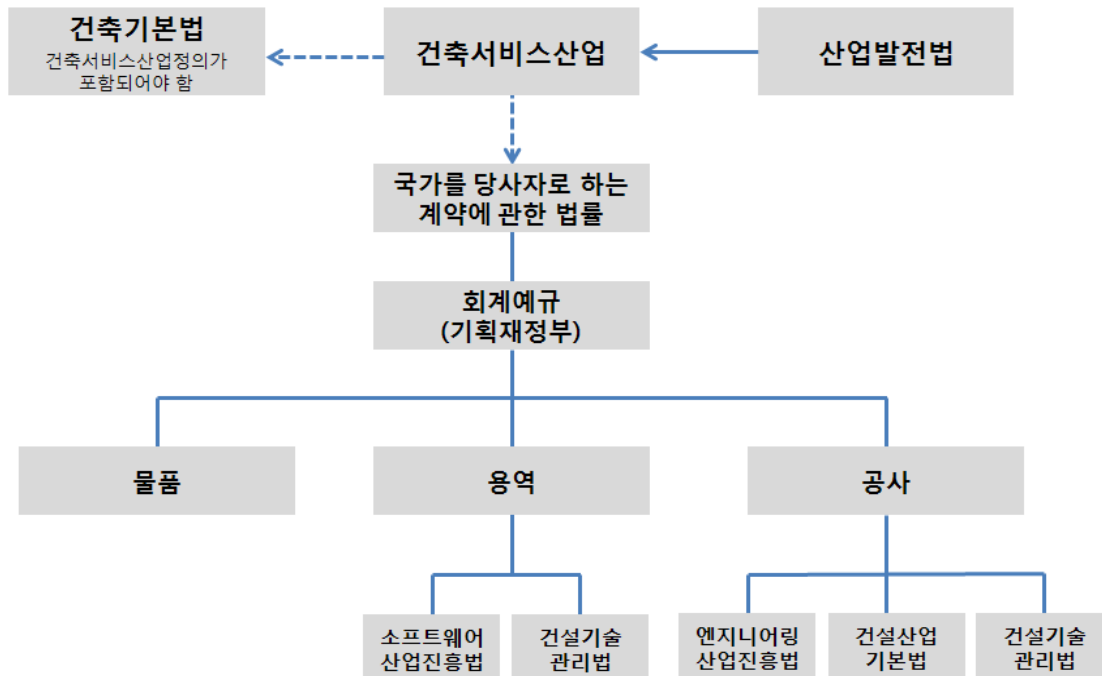 건축기본법
건축서비스산업정의가
포함되어야 함
건축서비스산업
산업발전법
국가를 당사자로 하는
계약에 관한 법률
회계예규
(기획재정부)
물품
용역
공사
소프트웨어
산업진흥법
건설기술
관리법
엔지니어링
산업진흥법
건설산업
기본법
건설기술
관리법